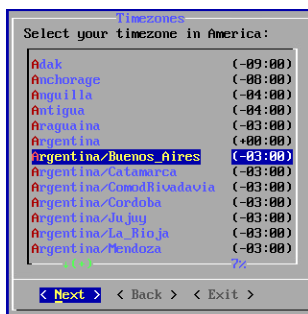 Timezones
Select your timezone in America:
Adak (-09:00)
Anchorage (-08:00)
Anguilla (-04:00)
Antigua (-04:00)
Araguaina (-03:00)
Argentina (+00:00)
Argentina/Buenos_Aires (-03:00)
Argentina/Catamarca (-03:00)
Argentina/ComodRivadavia (-03:00)
Argentina/Cordoba (-03:00)
Argentina/Jujuy (-03:00)
Argentina/La_Rioja (-03:00)
Argentina/Mendoza (-03:00)
↓(+) 7%
< Next > < Back > < Exit >